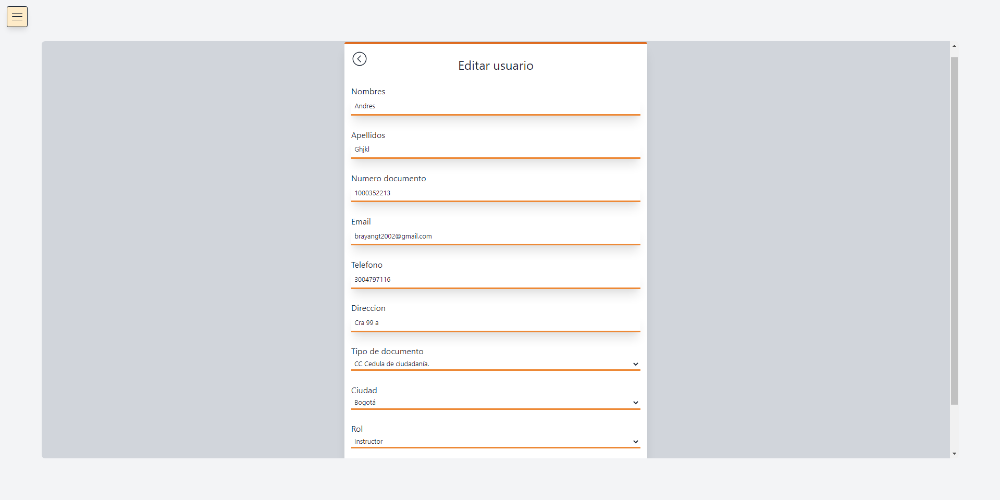 Editar usuario
Nombres
Andres
Apellidos
Ghjkl
Numero documento
1000352213
Email
brayangt2002@gmail.com
Telefono
3004797116
Direccion
Cra 99 a
Tipo de documento
CC Cedula de ciudadanía.
Ciudad
Bogotá
Rol
Instructor